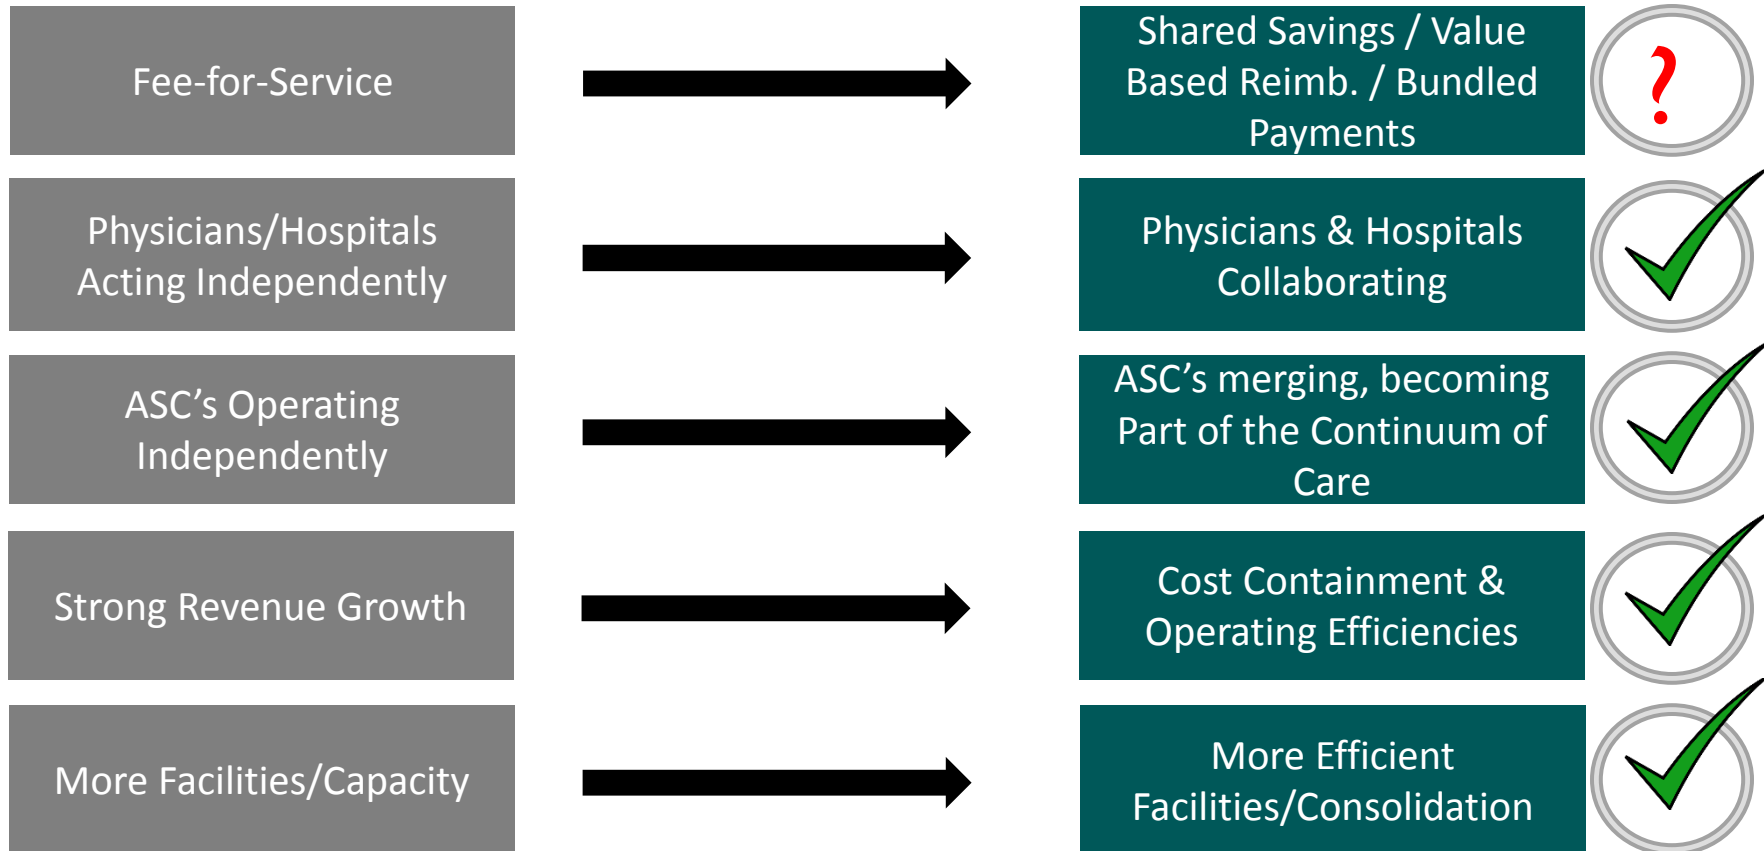 Fee-for-Service
Shared Savings / Value
Based Reimb. / Bundled
Payments
?
Physicians/Hospitals
Acting Independently
Physicians & Hospitals
Collaborating
ASC’s Operating
Independently
ASC’s merging, becoming
Part of the Continuum of
Care
Strong Revenue Growth
Cost Containment &
Operating Efficiencies
More Facilities/Capacity
More Efficient
Facilities/Consolidation